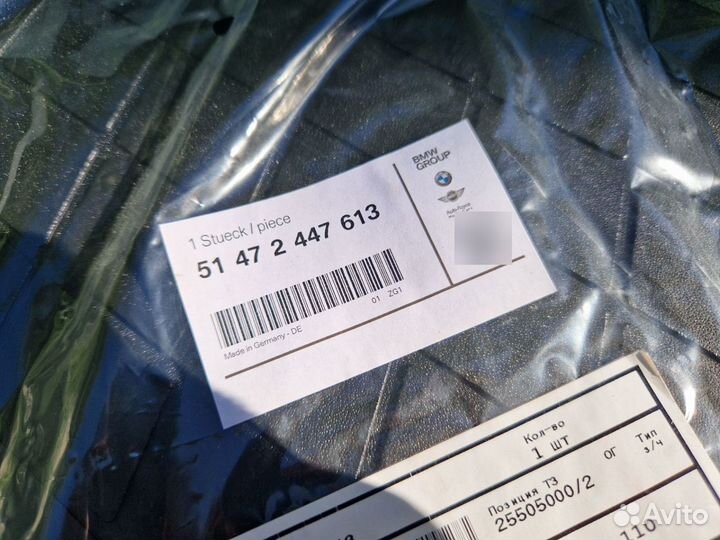 1 Stueck / piece
51 47 2 447 613
01 ZG1
Made in Germany - DE
BMW
GROUP
Кол-во
1 ШТ
Позиция ТЗ
25505000/2
ОГ
Тип
з/ч
110
Avito